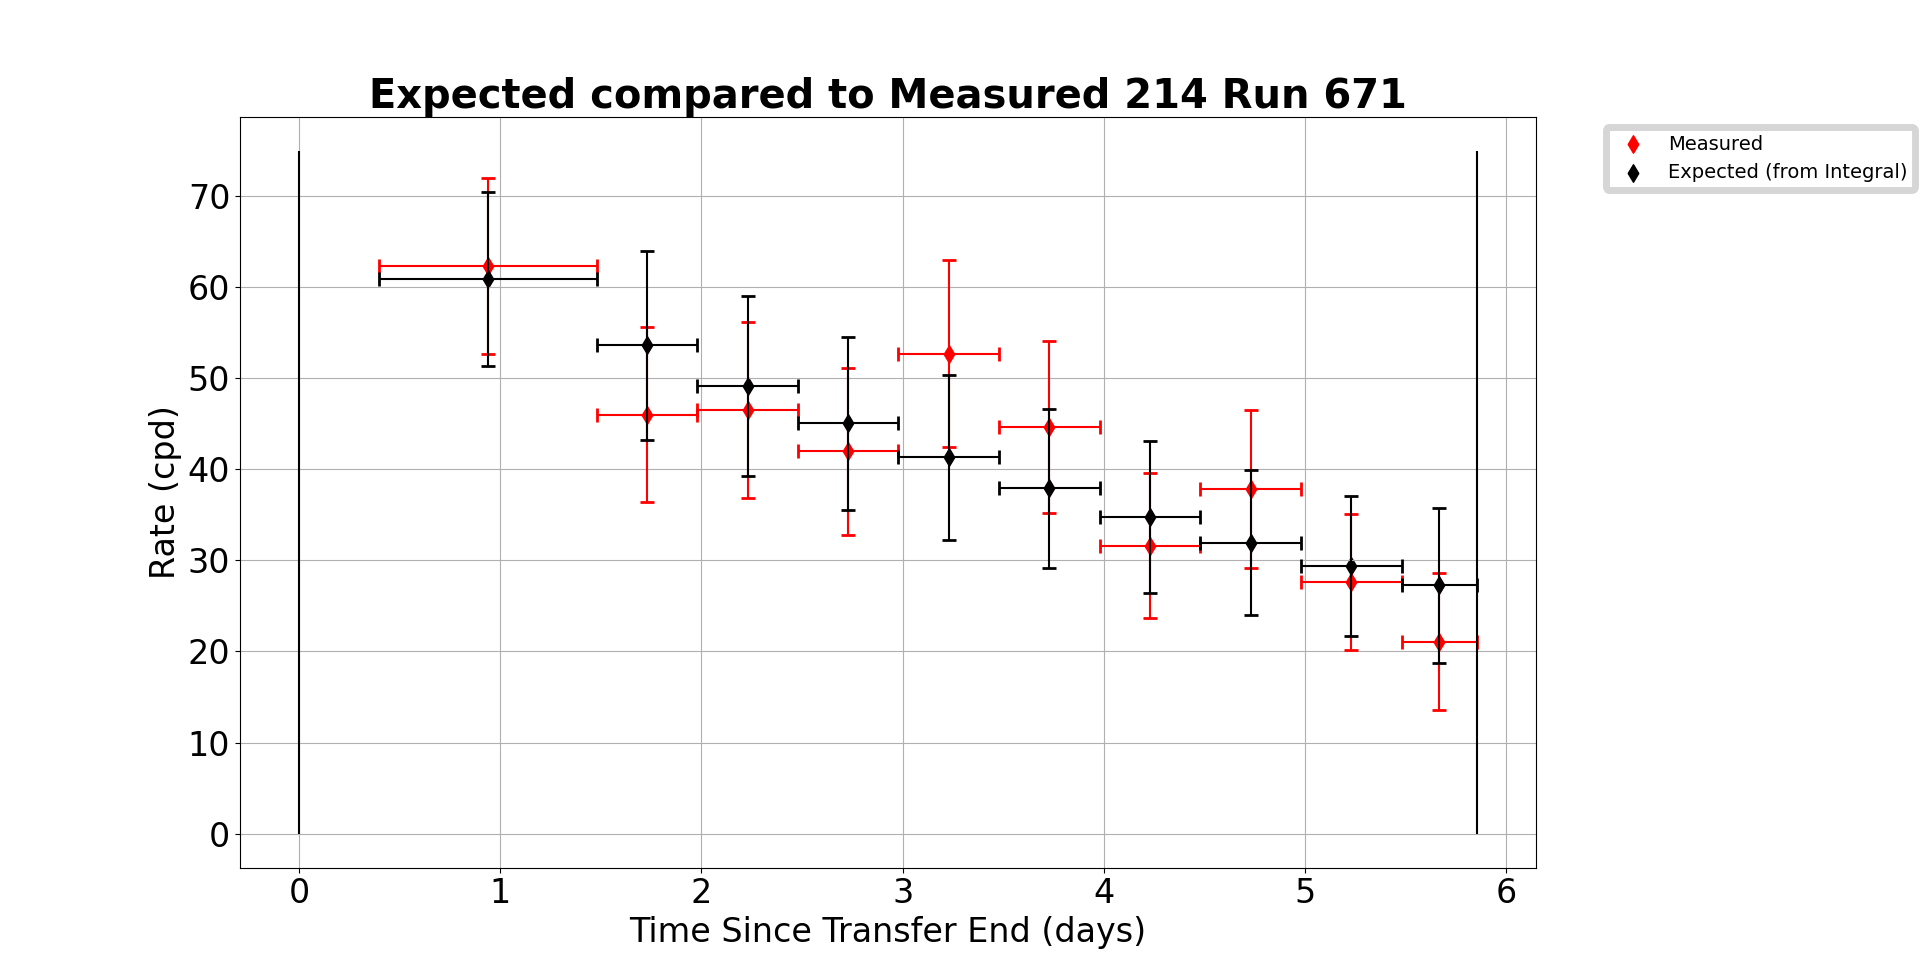 Expected compared to Measured 214 Run 671
Measured
Expected (from Integral)
70
60
50
40
30
20
10
0
Rate (cpd)
0 1 2 3 4 5 6
Time Since Transfer End (days)